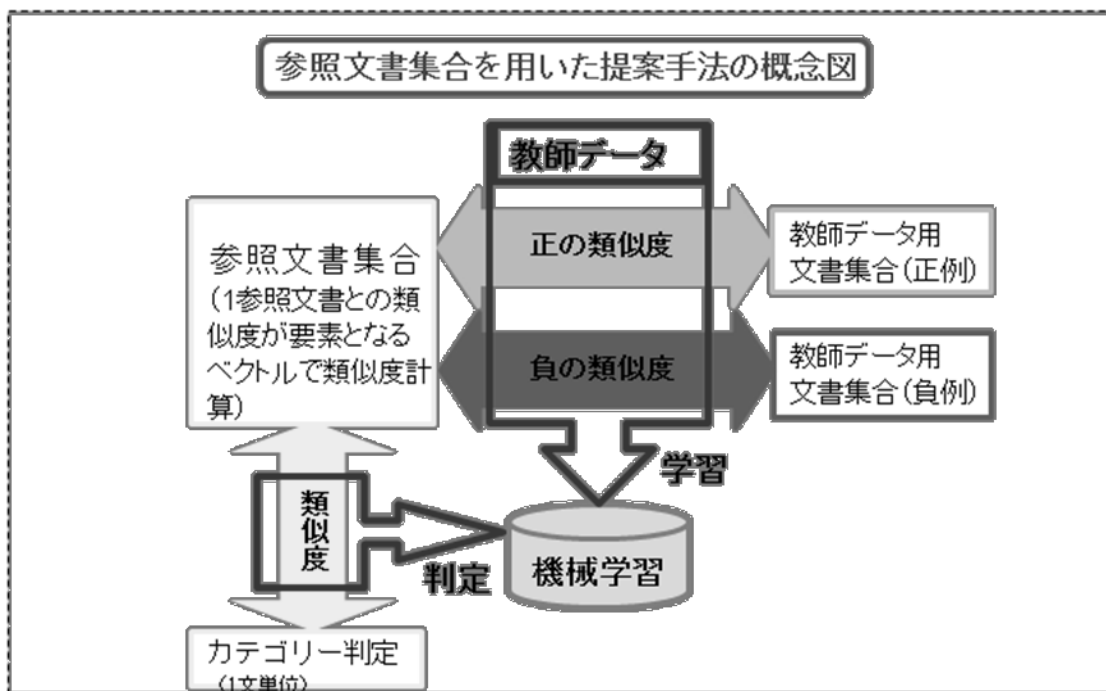 参照文書集合を用いた提案手法の概念図
教師データ
参照文書集合
(1参照文書との類
似度が要素となる
ベクトルで類似度計
算)
正の類似度
教師データ用
文書集合(正例)
負の類似度
教師データ用
文書集合(負例)
学習
類似度
判定
機械学習
カテゴリー判定
(1文単位)